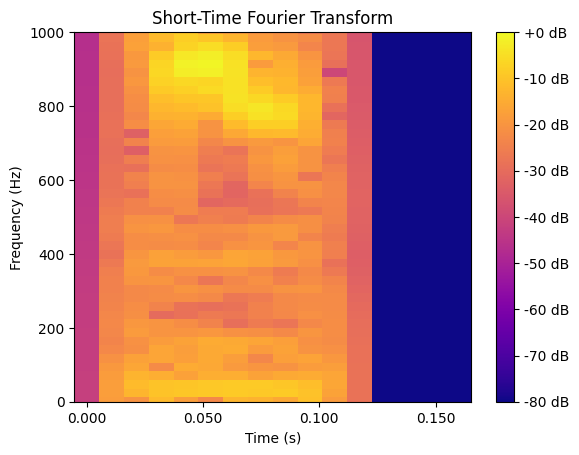 Short-Time Fourier Transform
1000
800
600
400
200
0
Frequency (Hz)
0.000
0.050
0.100
0.150
Time (s)
+0 dB
-10 dB
-20 dB
-30 dB
-40 dB
-50 dB
-60 dB
-70 dB
-80 dB